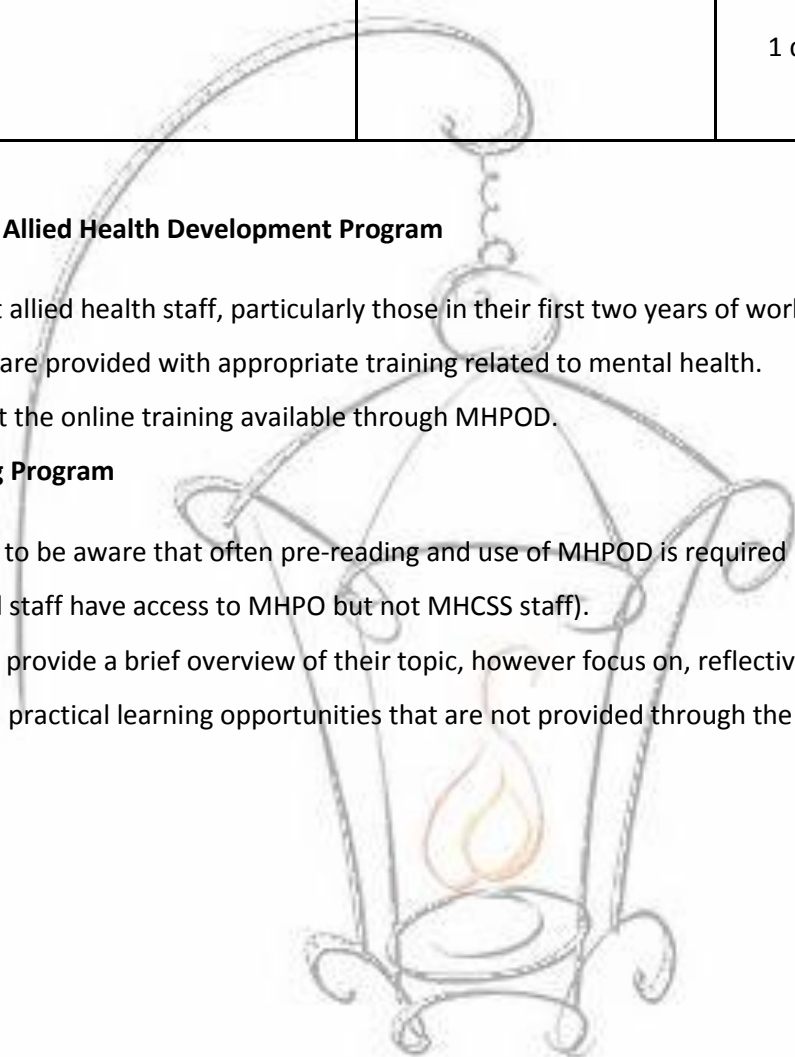 1
Allied Health Development Program
allied health staff, particularly those in their first two years of
are provided with appropriate training related to mental health.
the online training available through MHPOD.
Program
to be aware that often pre-reading and use of MHPOD is required
staff have access to MHPO but not MHCSS staff).
provide a brief overview of their topic, however focus on,
practical learning opportunities that are not provided through the